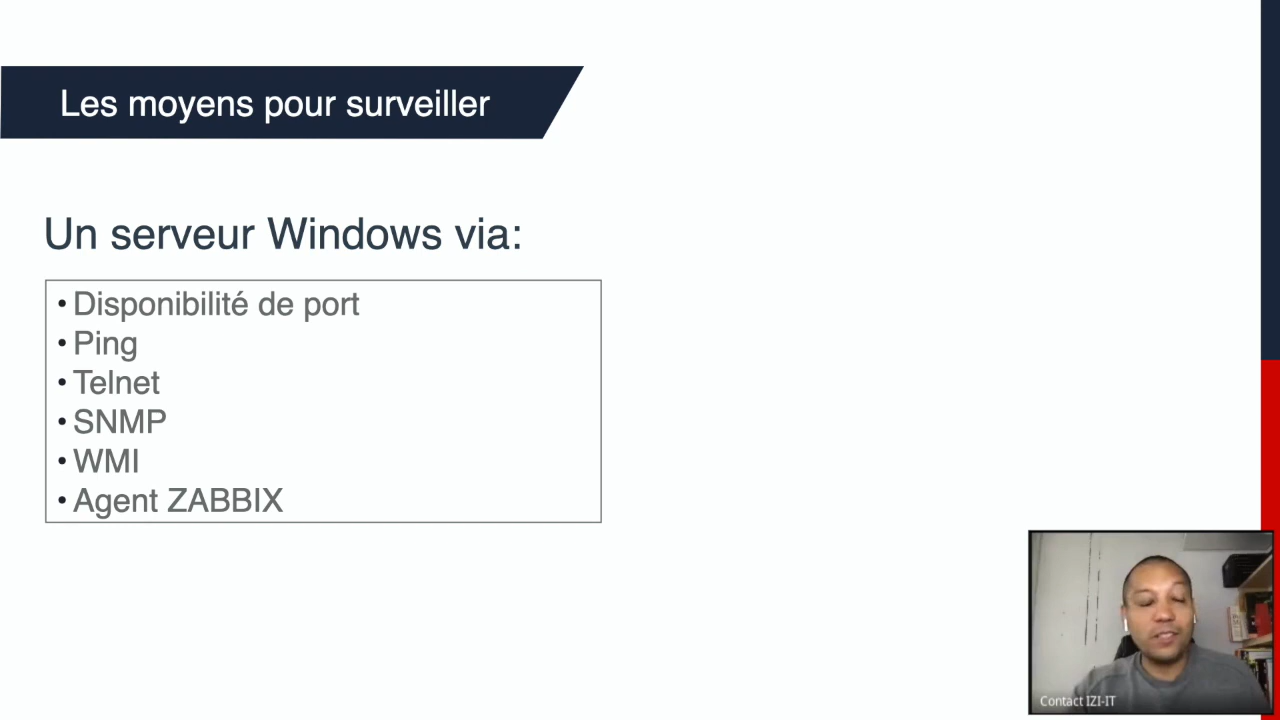 Les moyens pour surveiller
Un serveur Windows via:
• Disponibilité de port
• Ping
• Telnet
• SNMP
• WMI
• Agent ZABBIX
Contact IZI-IT